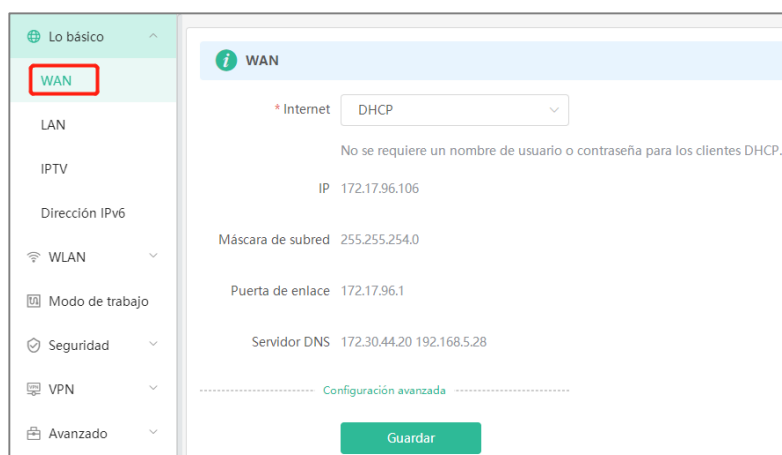 Lo básico
WAN
LAN
IPTV
Dirección IPv6
WLAN
Modo de trabajo
Seguridad
VPN
Avanzado
i WAN
* Internet DHCP
No se requiere un nombre de usuario o contraseña para los clientes DHCP.
IP 172.17.96.106
Máscara de subred 255.255.254.0
Puerta de enlace 172.17.96.1
Servidor DNS 172.30.44.20 192.168.5.28
Configuración avanzada
Guardar